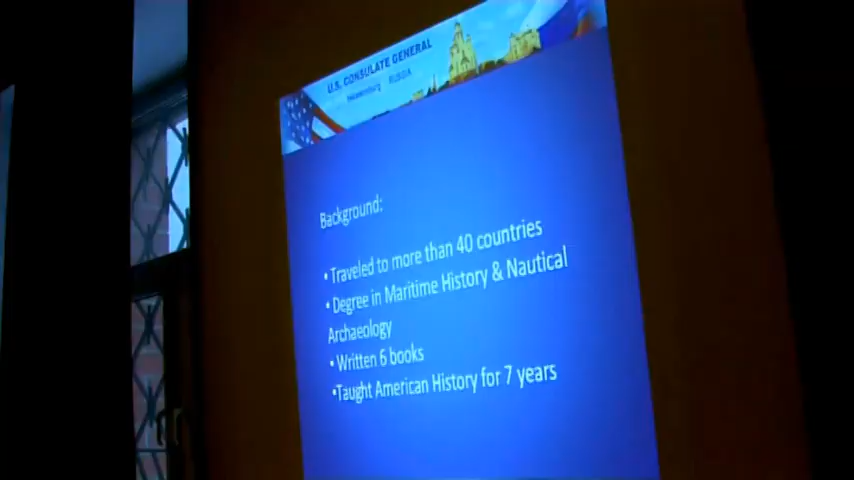 U.S. CONSULATE GENERAL
Yekaterinburg RUSSIA
Background:
• Traveled to more than 40 countries
• Degree in Maritime History & Nautical
Archaeology
• Written 6 books
•Taught American History for 7 years